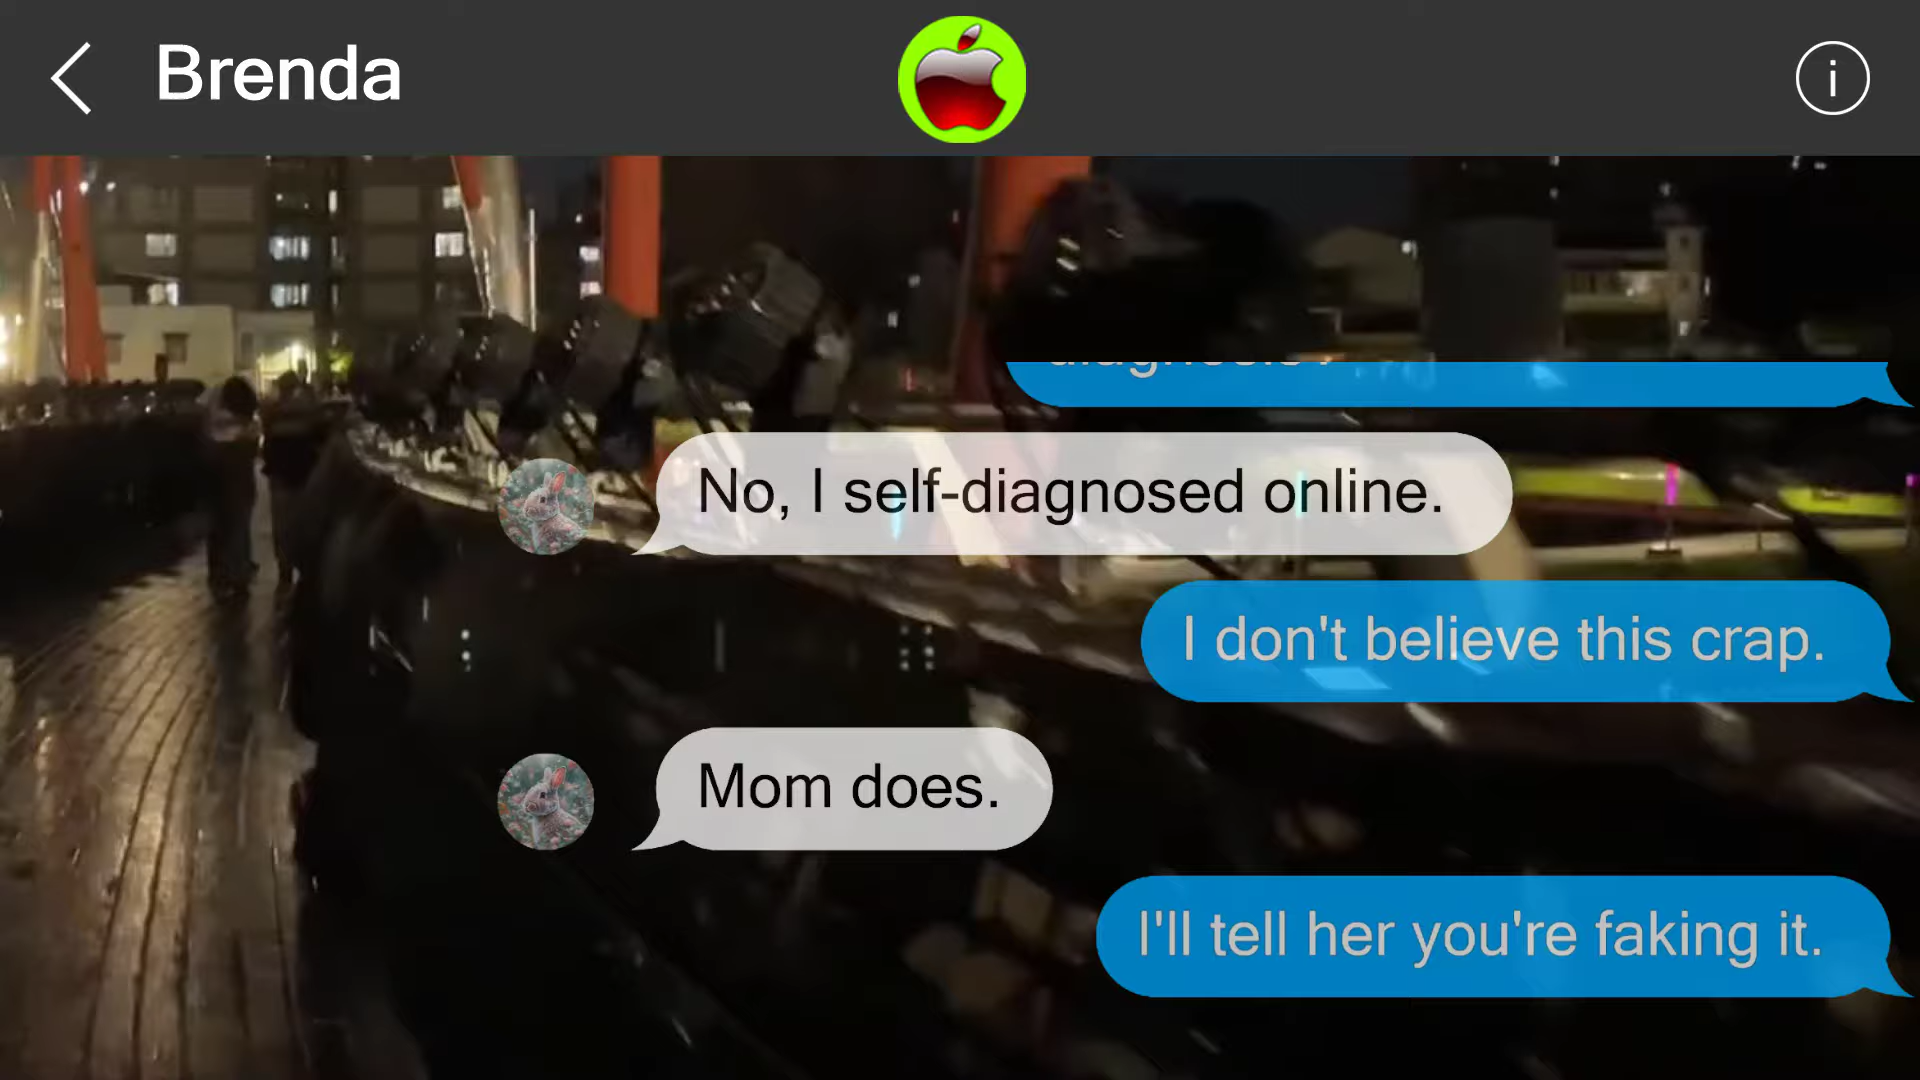 Brenda
No, I self-diagnosed online.
I don't believe this crap.
Mom does.
I'll tell her you're faking it.